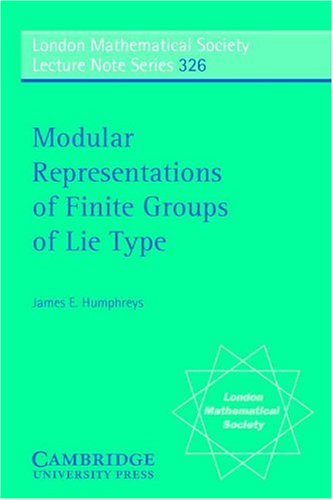 London Mathematical Society
Lecture Note Series 326
Modular
Representations
of Finite Groups
of Lie Type
James E. Humphreys
London
Mathematical
Society
CAMBRIDGE
UNIVERSITY PRESS